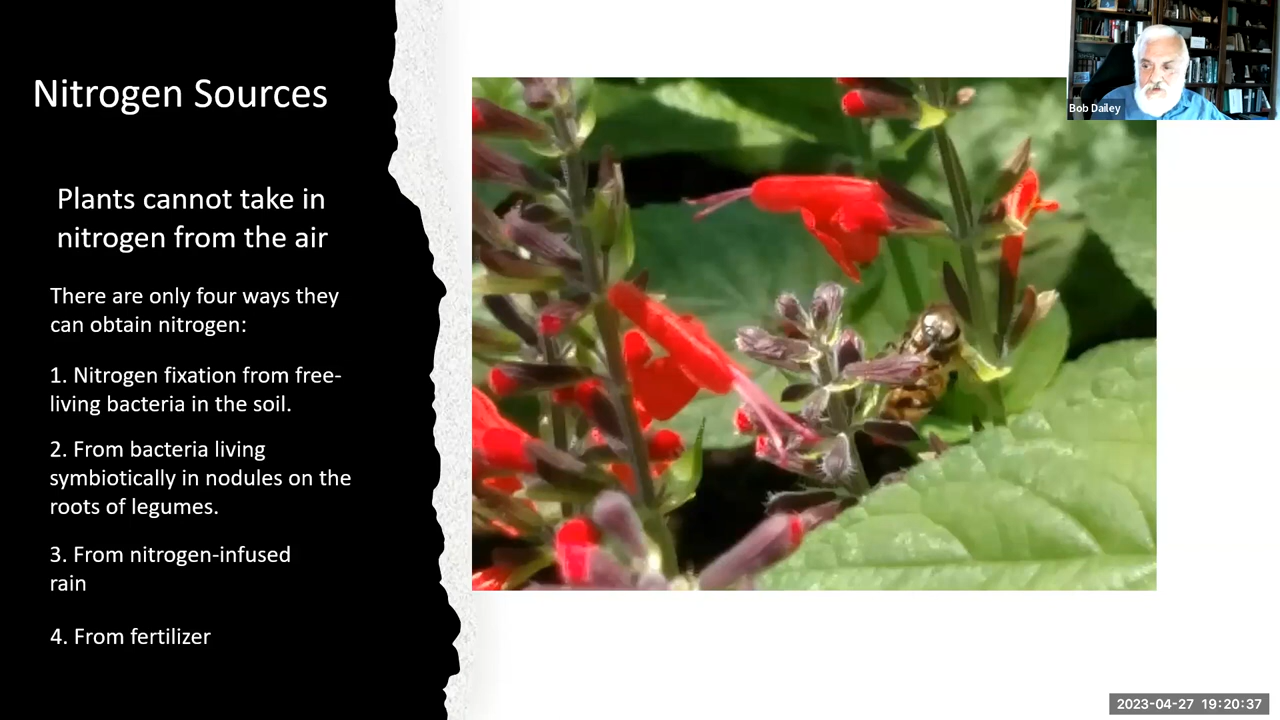 Nitrogen Sources
Plants cannot take in
nitrogen from the air
There are only four ways they
can obtain nitrogen:
1. Nitrogen fixation from free-
living bacteria in the soil.
2. From bacteria living
symbiotically in nodules on the
roots of legumes.
3. From nitrogen-infused
rain
4. From fertilizer
Bob Dailey
2023-04-27 19:20:37